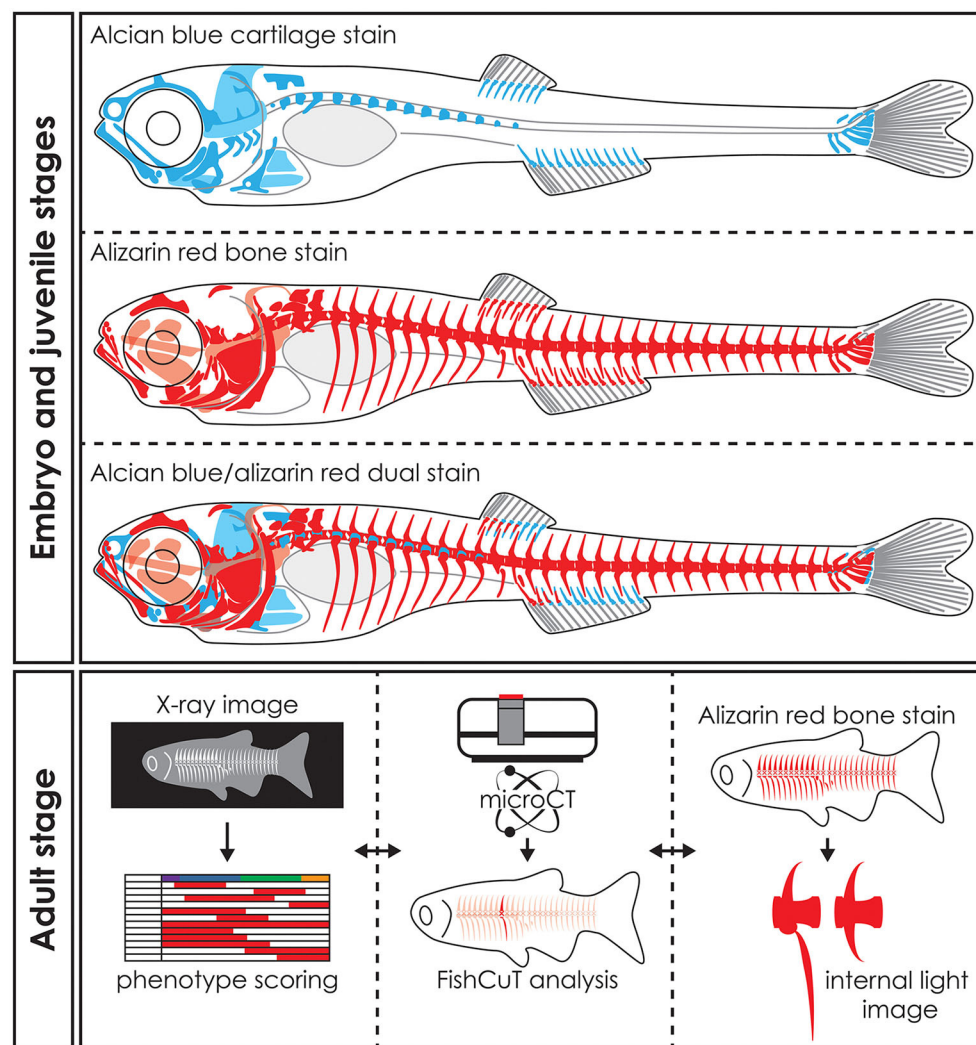 Embryo and juvenile stages
Alcian blue cartilage stain
Alizarin red bone stain
Alcian blue/alizarin red dual stain
Adult stage
X-ray image
phenotype scoring
microCT
FishCuT analysis
Alizarin red bone stain
internal light
image